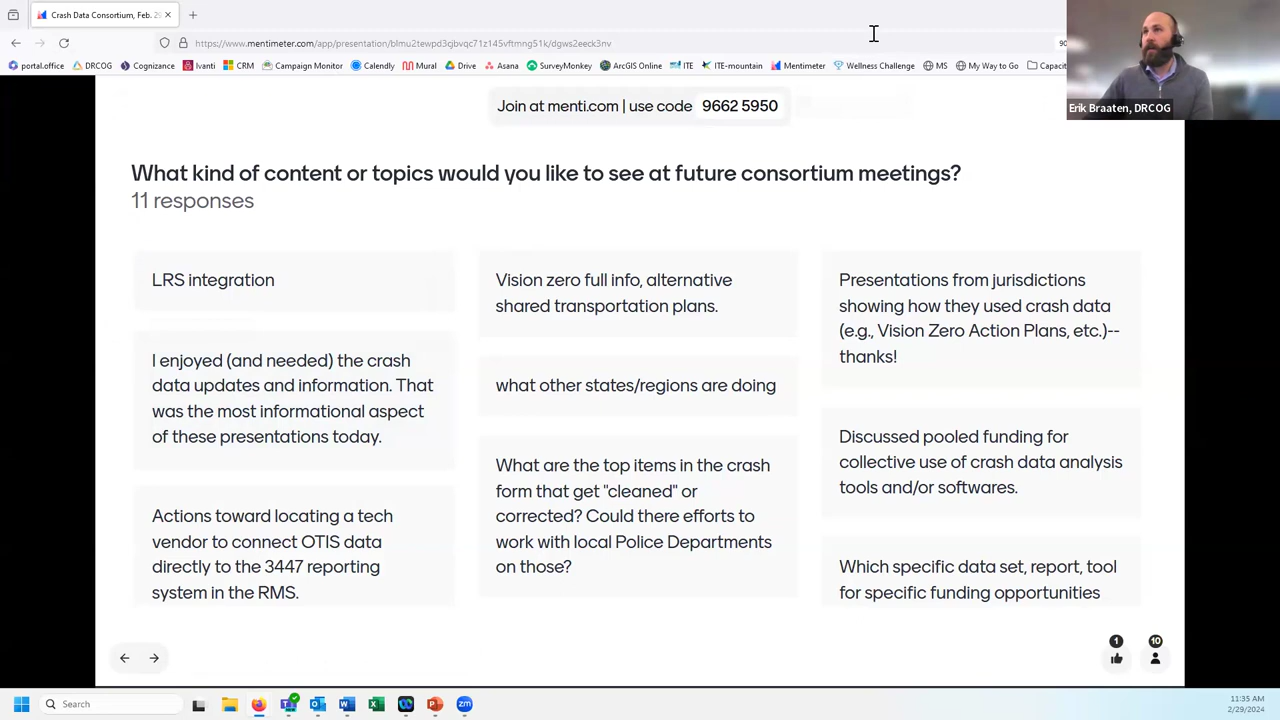 Crash Data Consortium, Feb. 29
https://www.mentimeter.com/app/presentation/blmu2tewpd3cjbvqc71z145vftmng51k/dgws2eeck3nv
90
portal.office
DRCOG
Cognizance
Ivanti
CRM
Campaign Monitor
Calendly
Mural
Drive
Asana
SurveyMonkey
ArcGIS Online
ITE
ITE-mountain
Mentimeter
Wellness Challenge
MS
My Way to Go
Capacit
Erik Braaten, DRCOG
Join at menti.com | use code 9662 5950
What kind of content or topics would you like to see at future consortium meetings?
11 responses
LRS integration
I enjoyed (and needed) the crash
data updates and information. That
was the most informational aspect
of these presentations today.
Actions toward locating a tech
vendor to connect OTIS data
directly to the 3447 reporting
system in the RMS.
Vision zero full info, alternative
shared transportation plans.
what other states/regions are doing
What are the top items in the crash
form that get "cleaned" or
corrected? Could there efforts to
work with local Police Departments
on those?
Presentations from jurisdictions
showing how they used crash data
(e.g., Vision Zero Action Plans, etc.)--
thanks!
Discussed pooled funding for
collective use of crash data analysis
tools and/or softwares.
Which specific data set, report, tool
for specific funding opportunities
1
10
Search
11:35 AM
2/29/2024